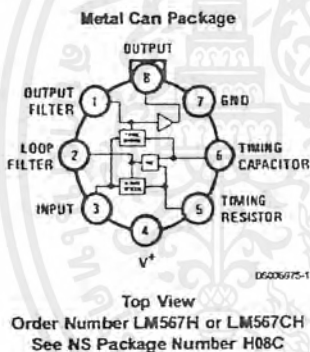 Metal Can Package
OUTPUT
8
OUTPUT
FILTER
1
7
GND
LOOP
FILTER
2
6
TIMING
CAPACITOR
INPUT
3
5
TIMING
RESISTOR
4
V+
DS006975-1
Top View
Order Number LM567H or LM567CH
See NS Package Number H08C